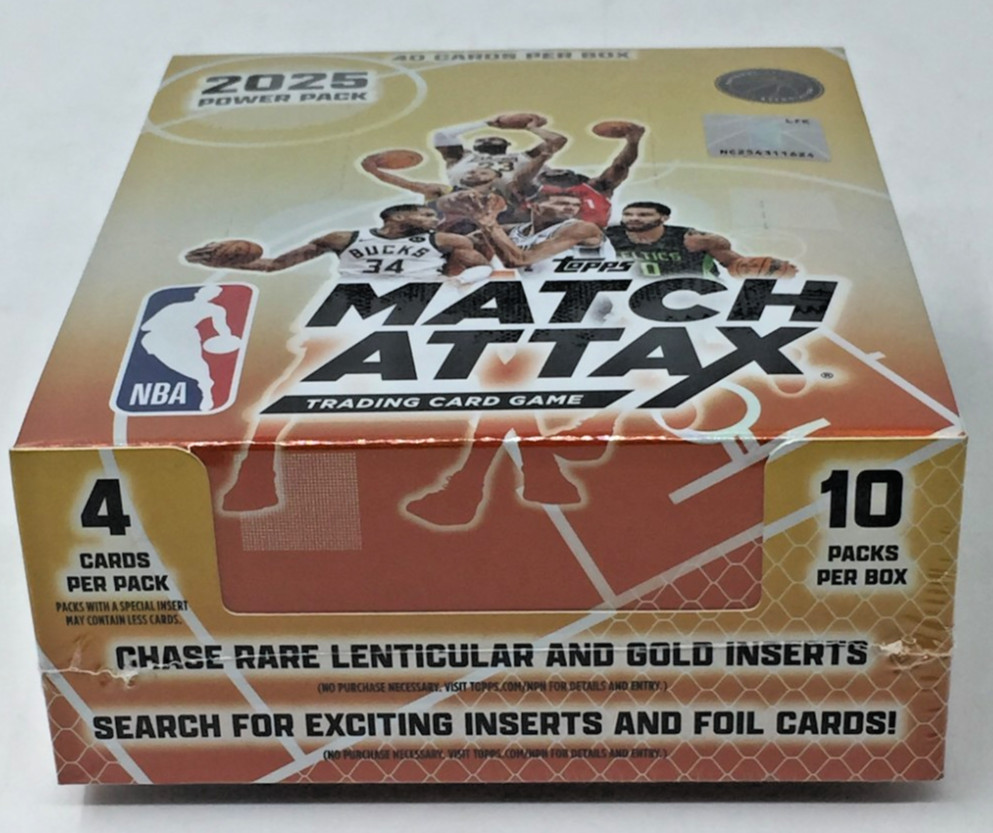 40 CARDS PER BOX
2025
POWER PACK
LFK
23
1
BUCKS
34
CELTICS
0
topps
MATCH
ATTAX®
TRADING CARD GAME
NBA
4
CARDS
PER PACK
PACKS WITH A SPECIAL INSERT
MAY CONTAIN LESS CARDS.
10
PACKS
PER BOX
CHASE RARE LENTICULAR AND GOLD INSERTS
(NO PURCHASE NECESSARY. VISIT TOPPS.COM/NPN FOR DETAILS AND ENTRY.)
SEARCH FOR EXCITING INSERTS AND FOIL CARDS!
(NO PURCHASE NECESSARY. VISIT TOPPS.COM/NPN FOR DETAILS AND ENTRY.)